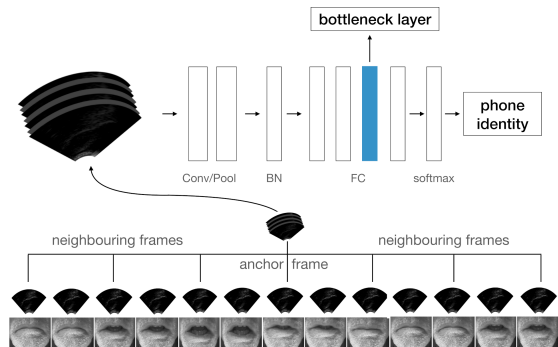 bottleneck layer
phone
identity
Conv/Pool
BN
FC
softmax
neighbouring frames
neighbouring frames
anchor frame